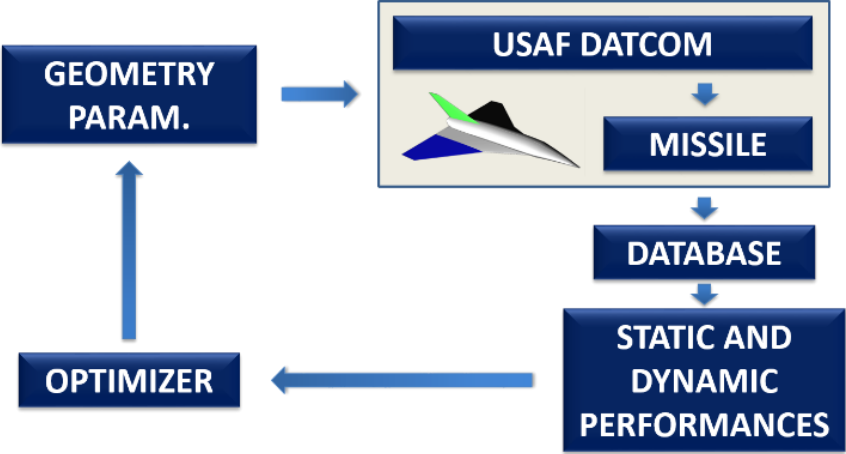 GEOMETRY
PARAM.
USAF DATCOM
MISSILE
DATABASE
STATIC AND
DYNAMIC
PERFORMANCES
OPTIMIZER